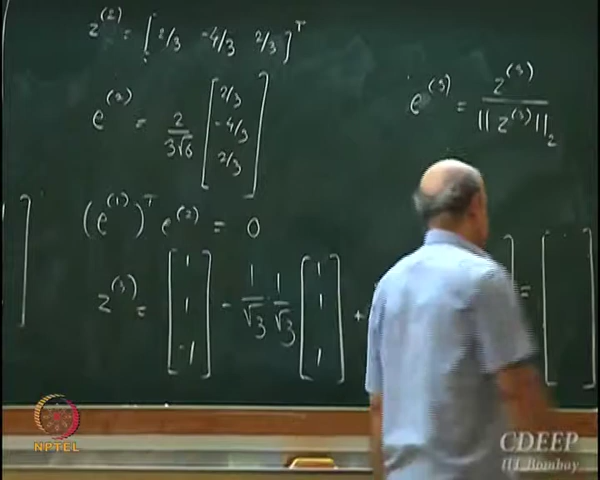 z^(2) = [ 2/3 -4/3 2/3 ]^T
e^(2) = 2/(3√6) [ 2/3 -4/3 2/3 ]
e^(3) = z^(3) / ||z^(3)||_2
(e^(1))^T e^(2) = 0
z^(3) = [ 1 1 -1 ] - 1/√3 1/√3 [ 1 1 1 ] + ] = [ ]
NPTEL
CDEEP
IIT Bombay